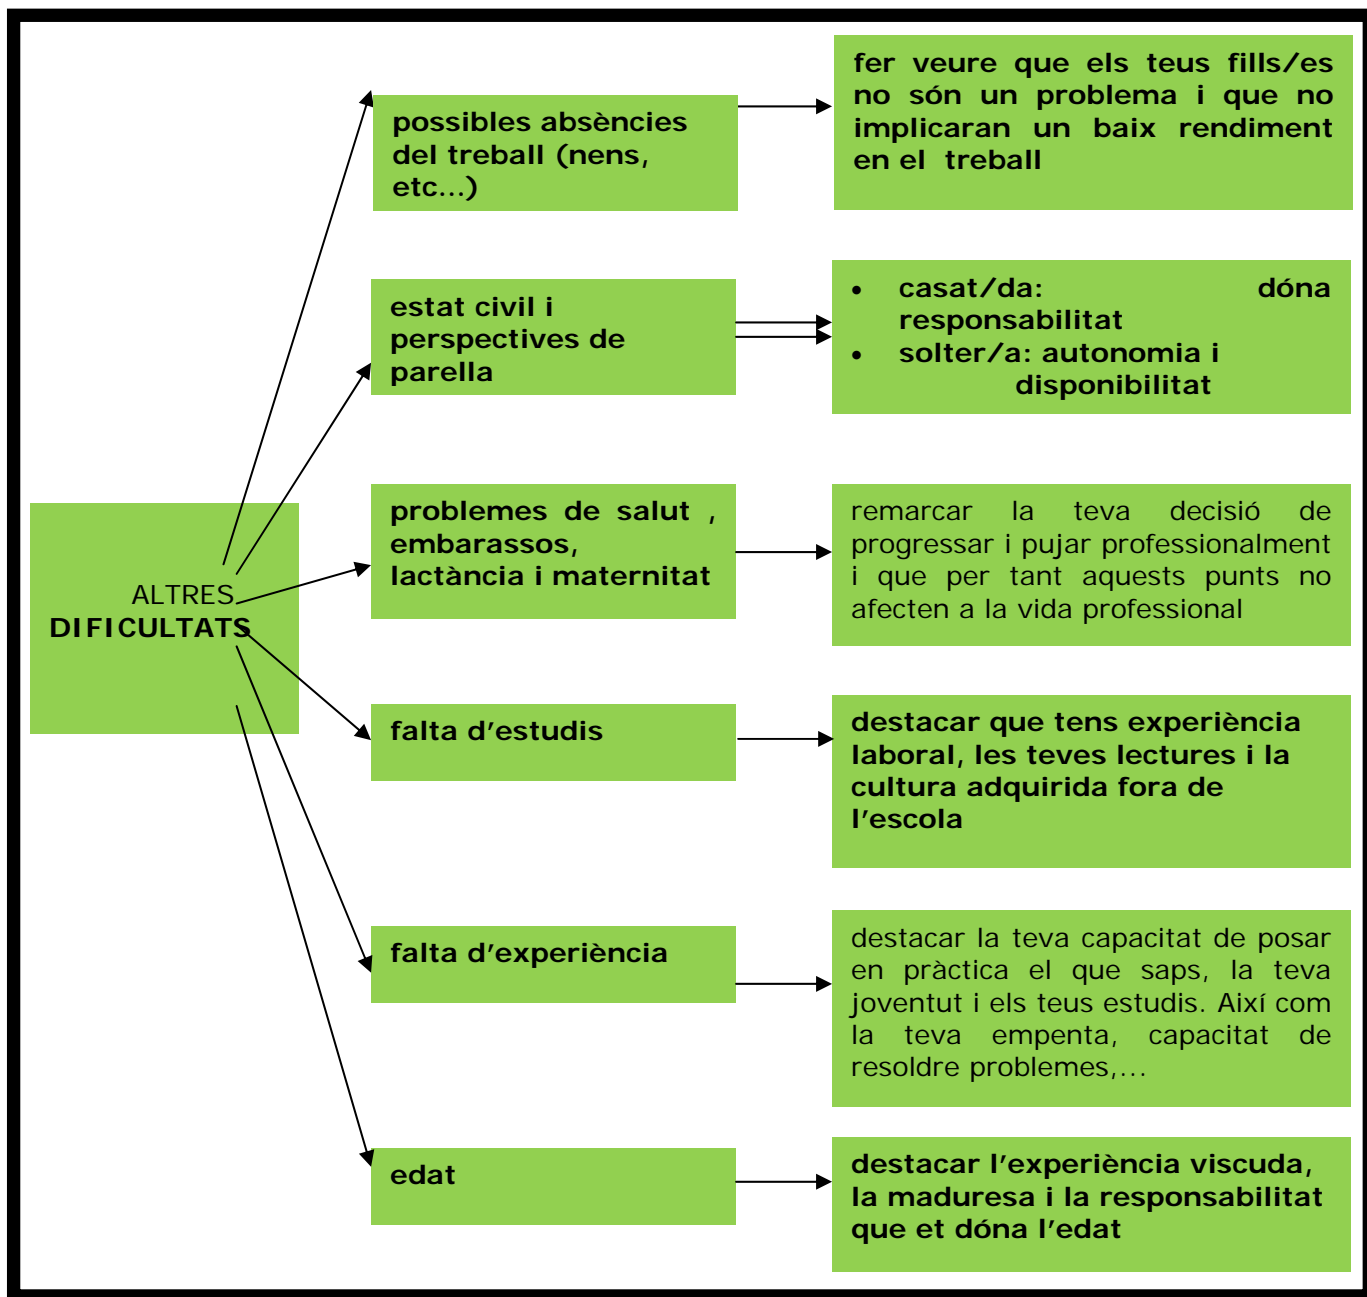 ALTRES
DIFICULTATS
possibles absències
del treball (nens,
etc...)
fer veure que els teus fills/es
no són un problema i que no
implicaran un baix rendiment
en el treball
estat civil i
perspectives de
parella
• casat/da: dóna
responsabilitat
• solter/a: autonomia i
disponibilitat
problemes de salut ,
embarassos,
lactància i maternitat
remarcar la teva decisió de
progressar i pujar professionalment
i que per tant aquests punts no
afecten a la vida professional
falta d’estudis
destacar que tens experiència
laboral, les teves lectures i la
cultura adquirida fora de
l’escola
falta d’experiència
destacar la teva capacitat de posar
en pràctica el que saps, la teva
joventut i els teus estudis. Així com
la teva empenta, capacitat de
resoldre problemes,...
edat
destacar l’experiència viscuda,
la maduresa i la responsabilitat
que et dóna l’edat